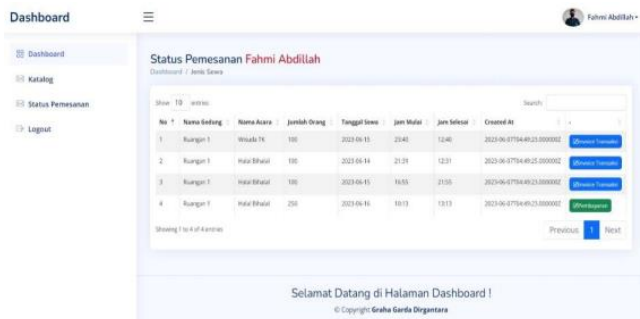 Dashboard
Fahmi Abdillah
Dashboard
Katalog
Status Pemesanan
Logout
Status Pemesanan Fahmi Abdillah
Dashboard / Jenis Sewa
Show 10 entries
Search:
No Nama Gedung Nama Acara Jumlah Orang Tanggal Sewa Jam Mulai Jam Selesai Created At -
1 Ruangan 1 Wisuda TK 100 2023-06-15 23:40 12:40 2023-06-07T04:49:23.000000Z Invoice Transaksi
2 Ruangan 1 Halal Bihalal 100 2023-06-14 21:31 12:31 2023-06-07T04:49:23.000000Z Invoice Transaksi
3 Ruangan 1 Halal Bihalal 100 2023-06-15 16:55 21:55 2023-06-07T04:49:23.000000Z Invoice Transaksi
4 Ruangan 1 Halal Bihalal 250 2023-06-16 10:13 13:13 2023-06-07T04:49:23.000000Z Pembayaran
Showing 1 to 4 of 4 entries
Previous 1 Next
Selamat Datang di Halaman Dashboard !
© Copyright Graha Garda Dirgantara